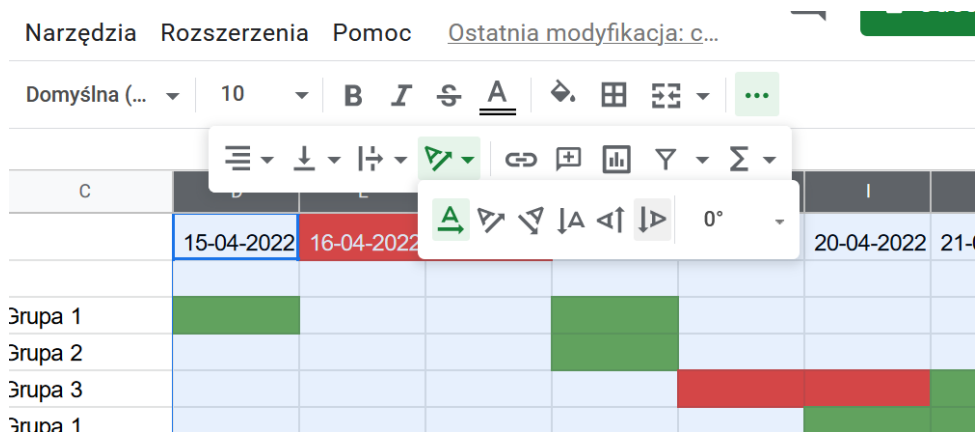 Narzędzia Rozszerzenia Pomoc Ostatnia modyfikacja: c...
Domyślna (... 10 B I S A
0°
C I
15-04-2022 16-04-2022 20-04-2022 21-0
Grupa 1
Grupa 2
Grupa 3
Grupa 1